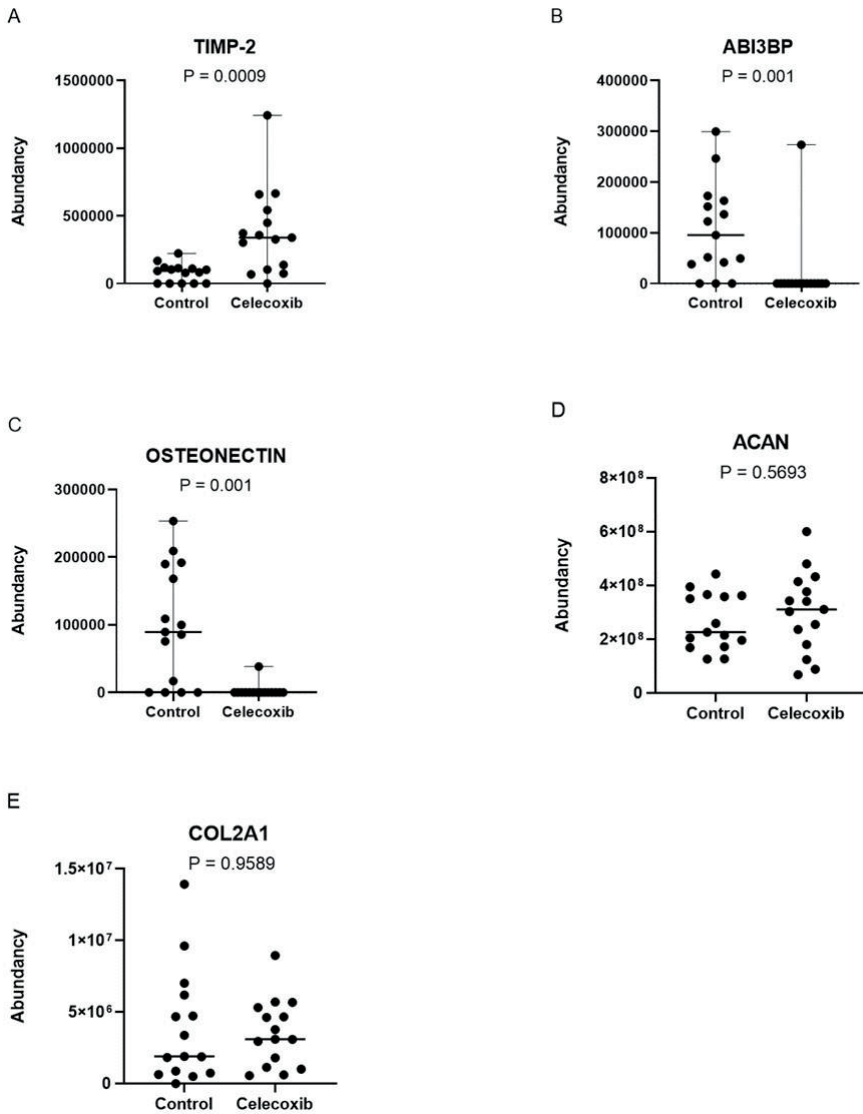 A
TIMP-2
P = 0.0009
1500000
1000000
500000
0
Abundancy
Control
Celecoxib
B
ABI3BP
P = 0.001
400000
300000
200000
100000
0
Abundancy
Control
Celecoxib
C
OSTEONECTIN
P = 0.001
300000
200000
100000
0
Abundancy
Control
Celecoxib
D
ACAN
P = 0.5693
8×10⁸
6×10⁸
4×10⁸
2×10⁸
0
Abundancy
Control
Celecoxib
E
COL2A1
P = 0.9589
1.5×10⁷
1×10⁷
5×10⁶
0
Abundancy
Control
Celecoxib